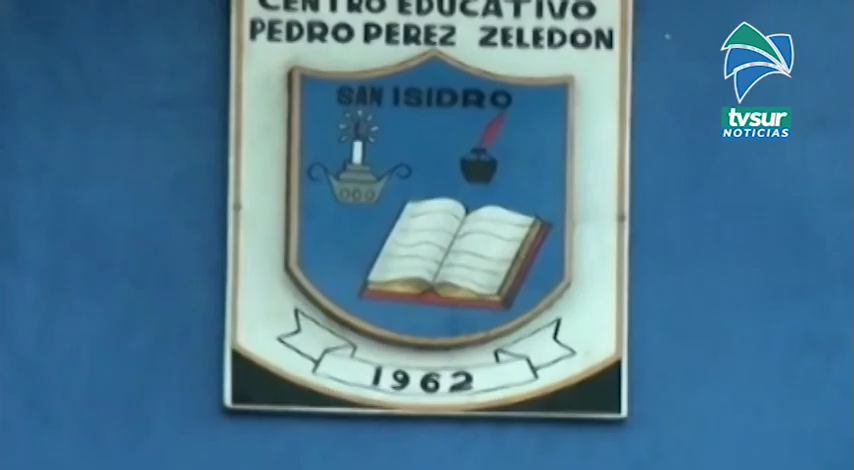 CENTRO EDUCATIVO
PEDRO PEREZ ZELEDON
SAN ISIDRO
1962
tvsur
NOTICIAS